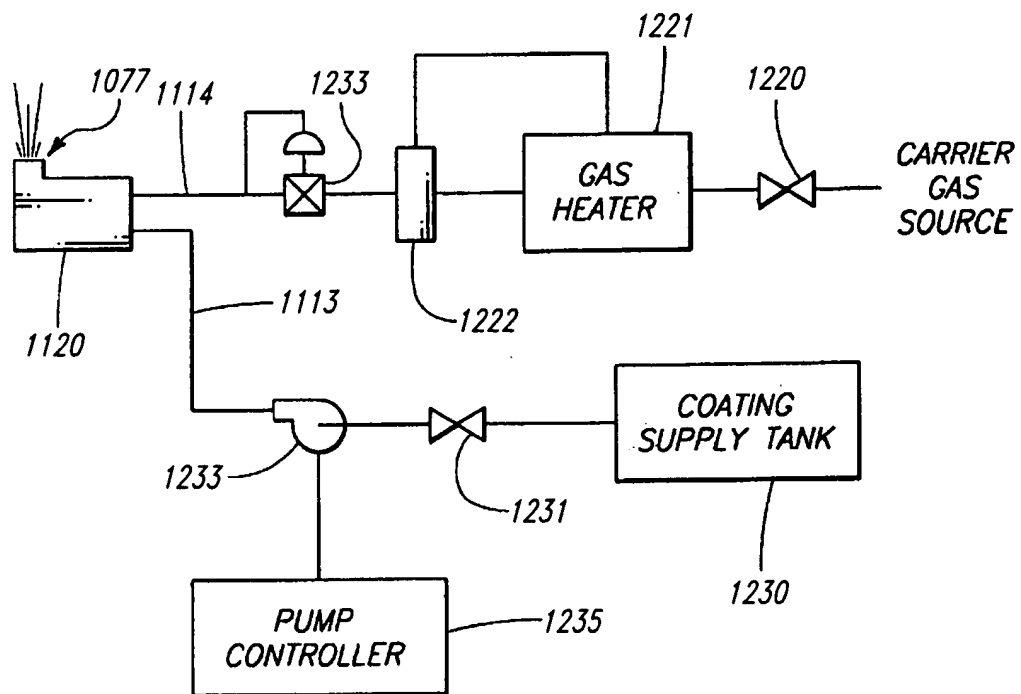 1221
1077
1114
1233
1220
GAS
HEATER
CARRIER
GAS
SOURCE
1113
1222
1120
COATING
SUPPLY TANK
1233
1231
1230
PUMP
CONTROLLER
1235